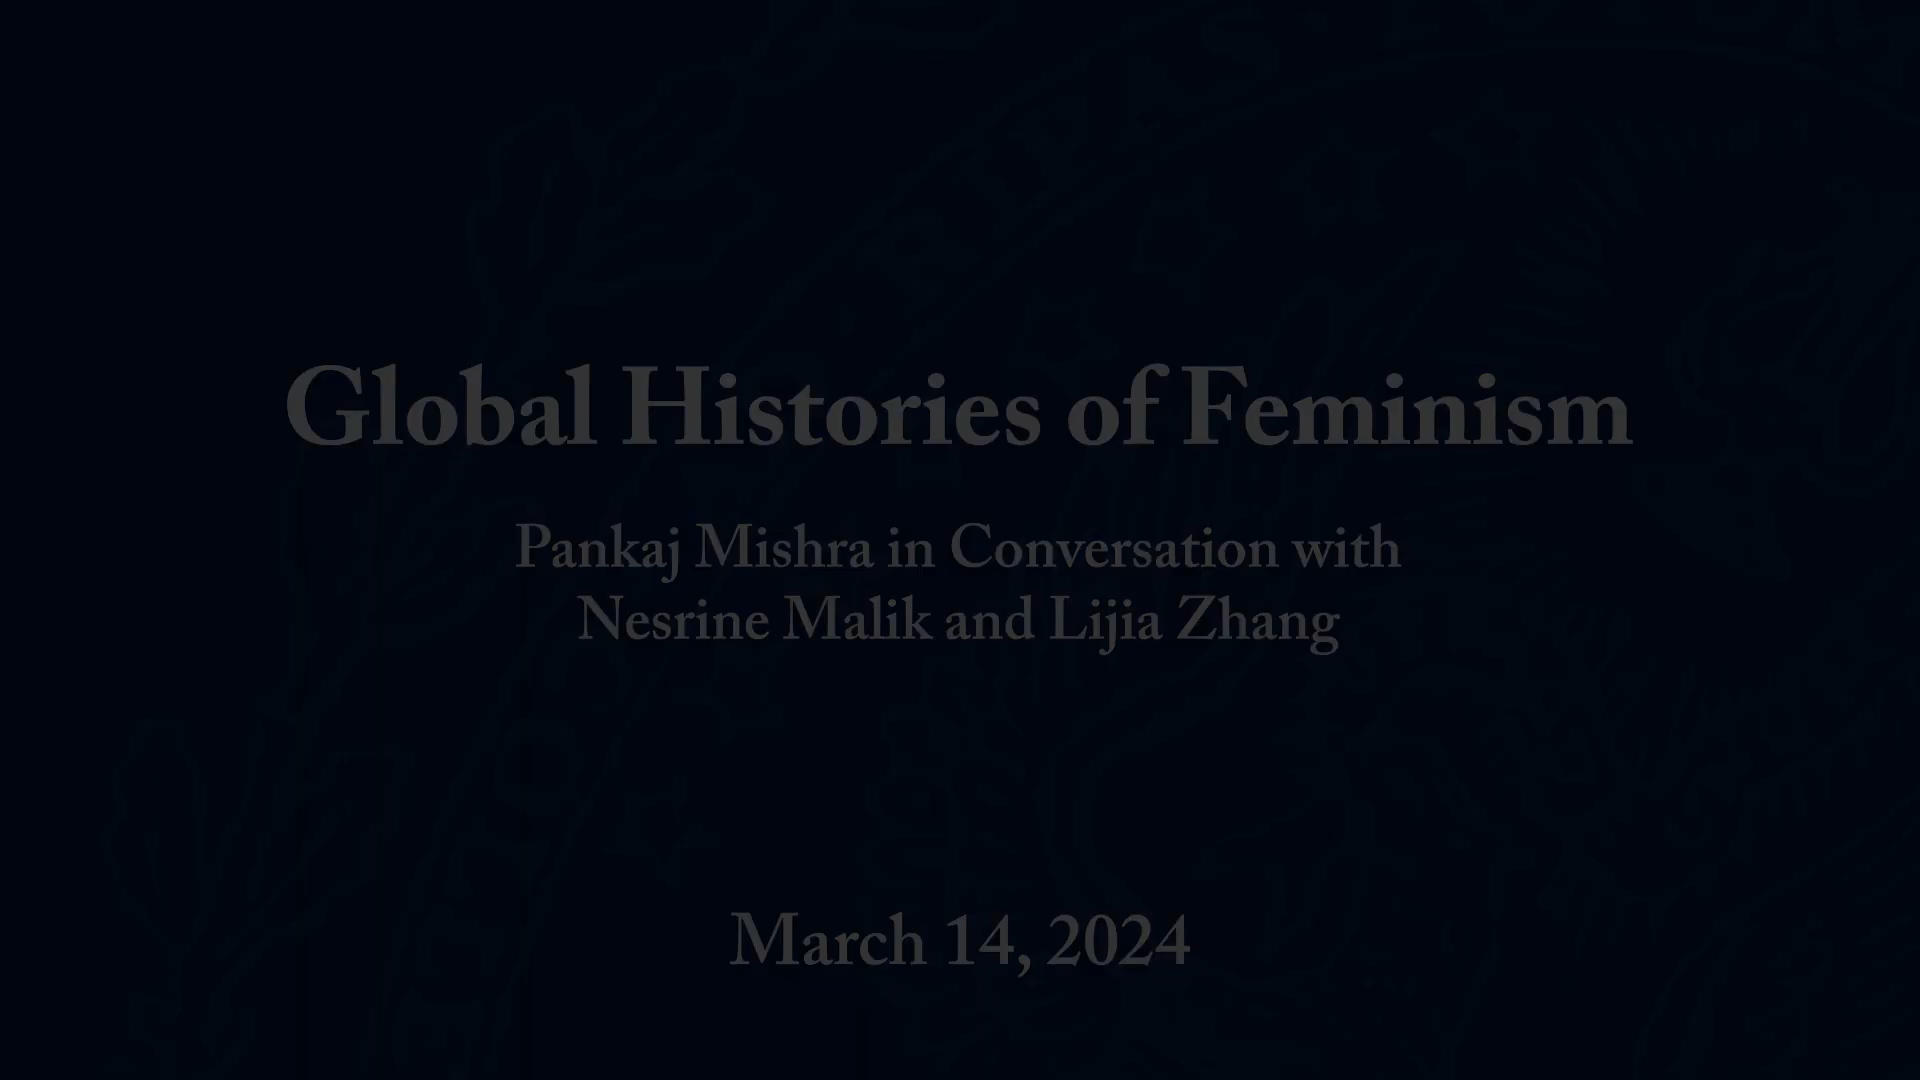 Global Histories of Feminism
Pankaj Mishra in Conversation with
Nesrine Malik and Lijia Zhang
March 14, 2024